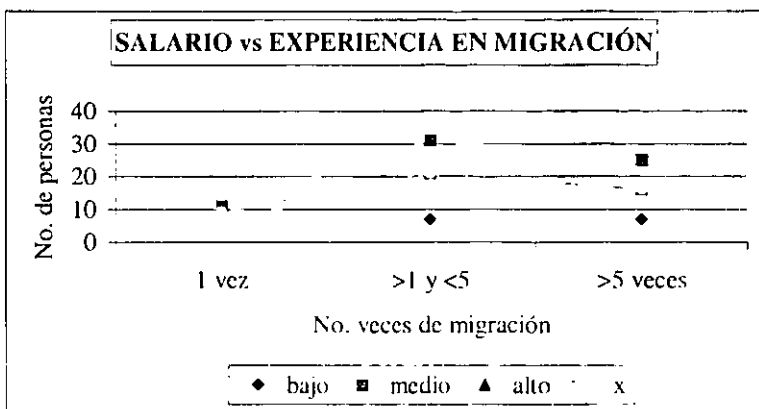 SALARIO vs EXPERIENCIA EN MIGRACIÓN
No. de personas
40
30
20
10
0
1 vez
>1 y <5
>5 veces
No. veces de migración
bajo medio alto x